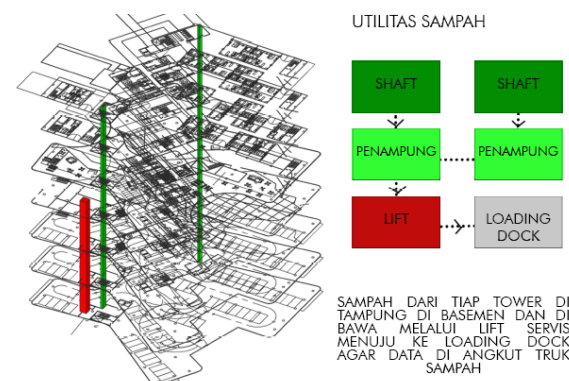 UTILITAS SAMPAH
SHAFT
SHAFT
PENAMPUNG
PENAMPUNG
LIFT
LOADING
DOCK
SAMPAH DARI TIAP TOWER DI
TAMPUNG DI BASEMEN DAN DI
BAWA MELALUI LIFT SERVIS
MENUJU KE LOADING DOCK
AGAR DATA DI ANGKUT TRUK
SAMPAH